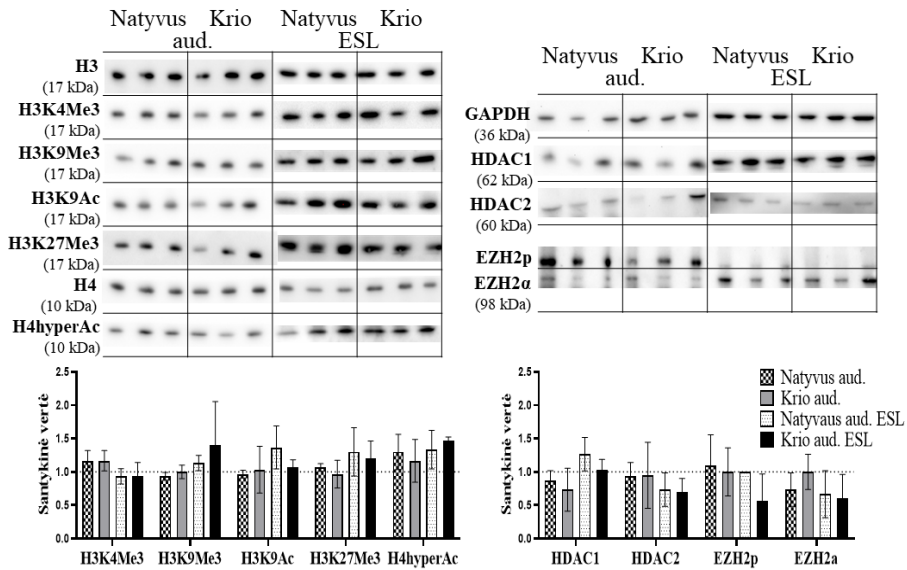 Natyvus Krio Natyvus Krio
aud. ESL
H3
(17 kDa)
H3K4Me3
(17 kDa)
H3K9Me3
(17 kDa)
H3K9Ac
(17 kDa)
H3K27Me3
(17 kDa)
H4
(10 kDa)
H4hyperAc
(10 kDa)
Natyvus Krio Natyvus Krio
aud. ESL
GAPDH
(36 kDa)
HDAC1
(62 kDa)
HDAC2
(60 kDa)
EZH2p
EZH2α
(98 kDa)
Santykinė vertė
2.5
2.0
1.5
1.0
0.5
0.0
H3K4Me3 H3K9Me3 H3K9Ac H3K27Me3 H4hyperAc
Santykinė vertė
2.5
2.0
1.5
1.0
0.5
0.0
HDAC1 HDAC2 EZH2p EZH2a
Natyvus aud.
Krio aud.
Natyvaus aud. ESL
Krio aud. ESL